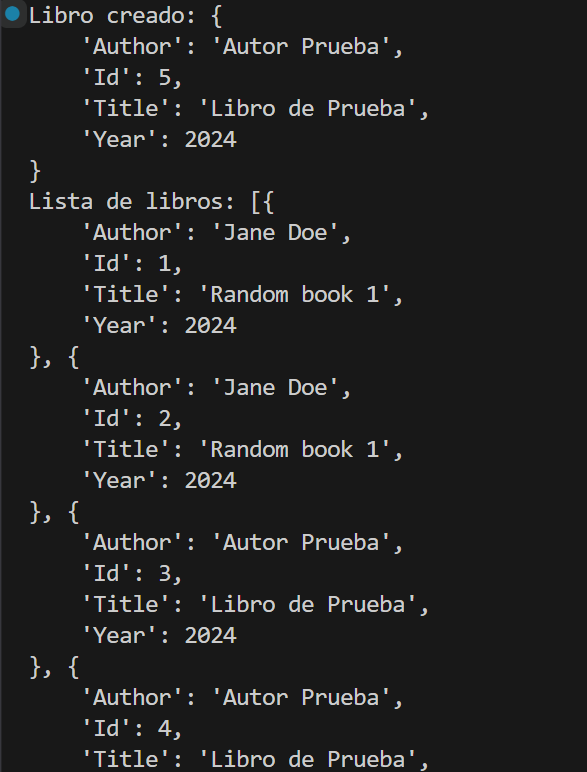 Libro creado: {
    'Author': 'Autor Prueba',
    'Id': 5,
    'Title': 'Libro de Prueba',
    'Year': 2024
}
Lista de libros: [{
    'Author': 'Jane Doe',
    'Id': 1,
    'Title': 'Random book 1',
    'Year': 2024
}, {
    'Author': 'Jane Doe',
    'Id': 2,
    'Title': 'Random book 1',
    'Year': 2024
}, {
    'Author': 'Autor Prueba',
    'Id': 3,
    'Title': 'Libro de Prueba',
    'Year': 2024
}, {
    'Author': 'Autor Prueba',
    'Id': 4,
    'Title': 'Libro de Prueba',